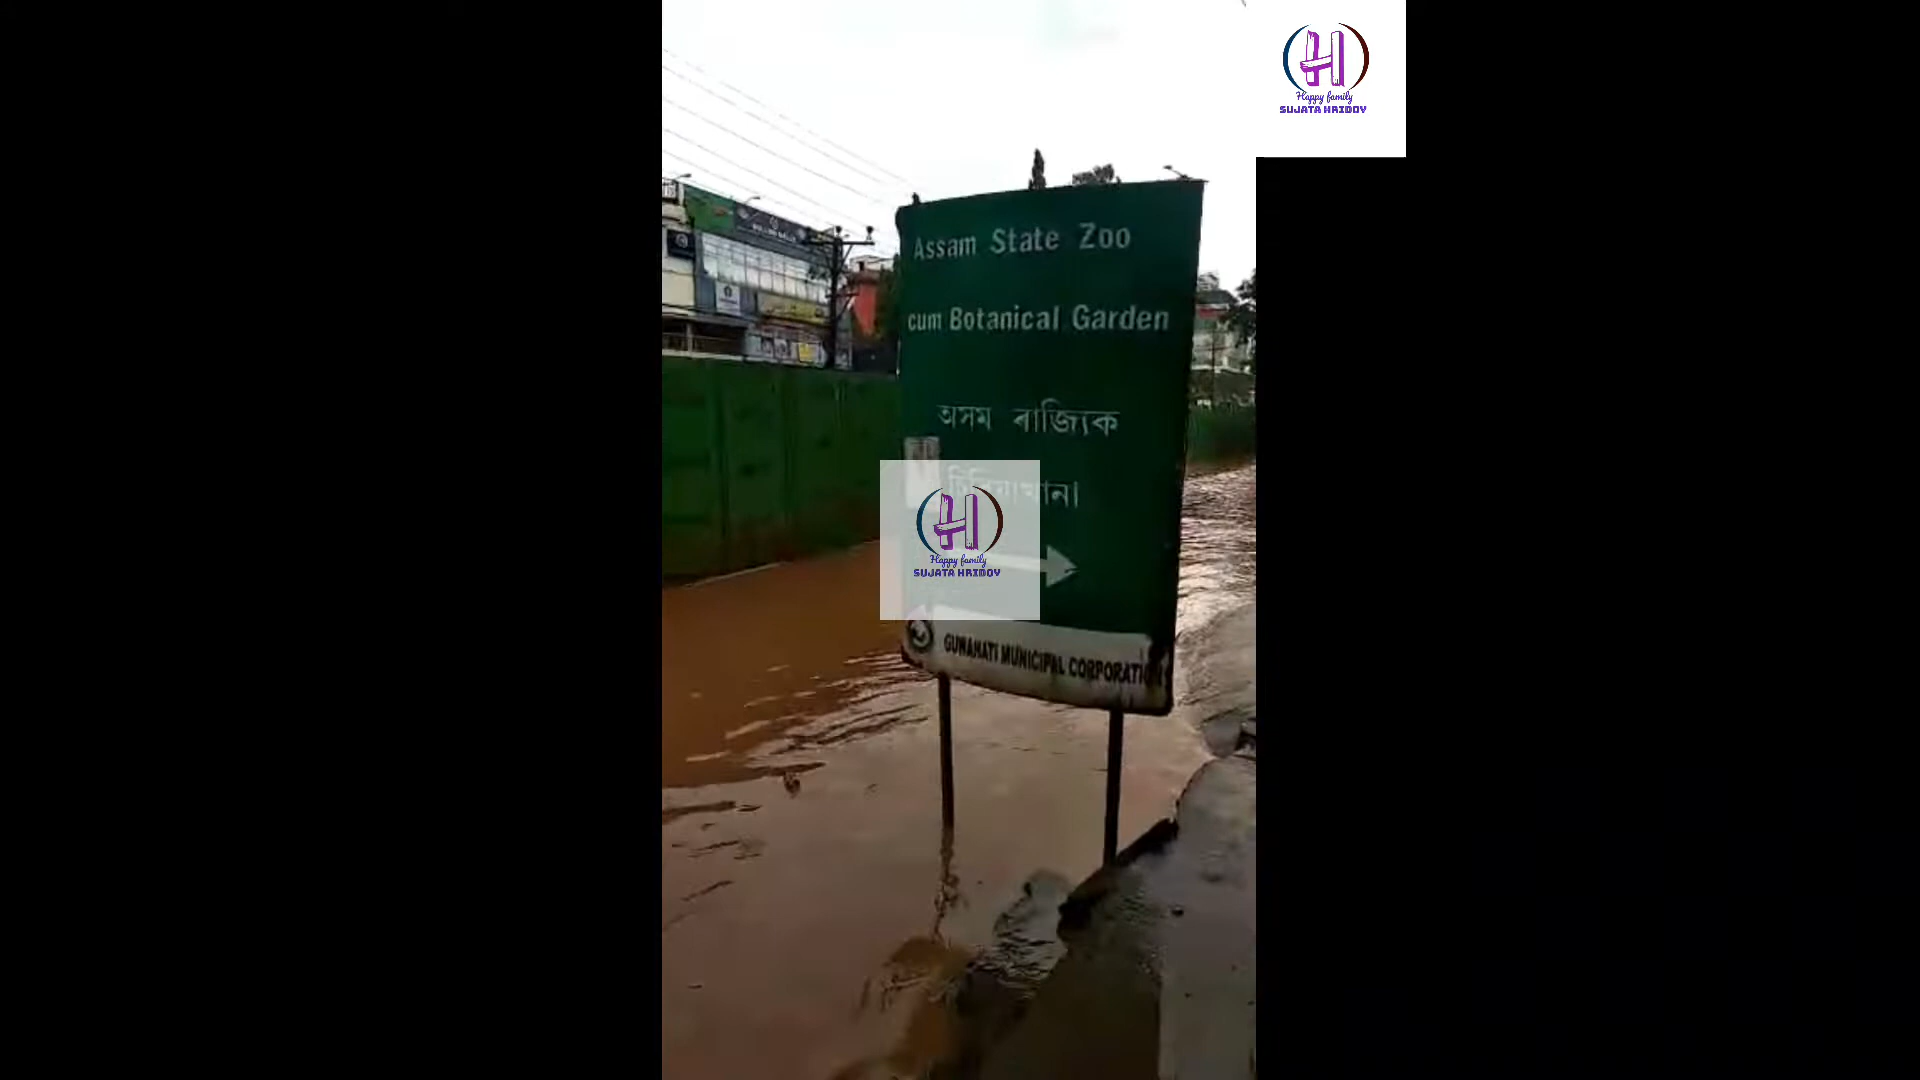 H
Happy family
SUJATA HRIDOY
Assam State Zoo
cum Botanical Garden
অসম ৰাজ্যিক
চিৰিয়াখানা
H
Happy family
SUJATA HRIDOY
GUWAHATI MUNICIPAL CORPORATION